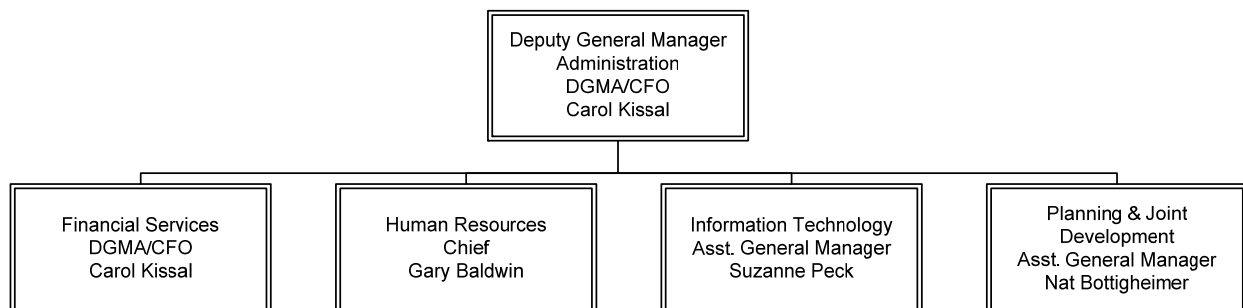 Deputy General Manager
Administration
DGMA/CFO
Carol Kissal
Financial Services
DGMA/CFO
Carol Kissal
Human Resources
Chief
Gary Baldwin
Information Technology
Asst. General Manager
Suzanne Peck
Planning & Joint
Development
Asst. General Manager
Nat Bottigheimer